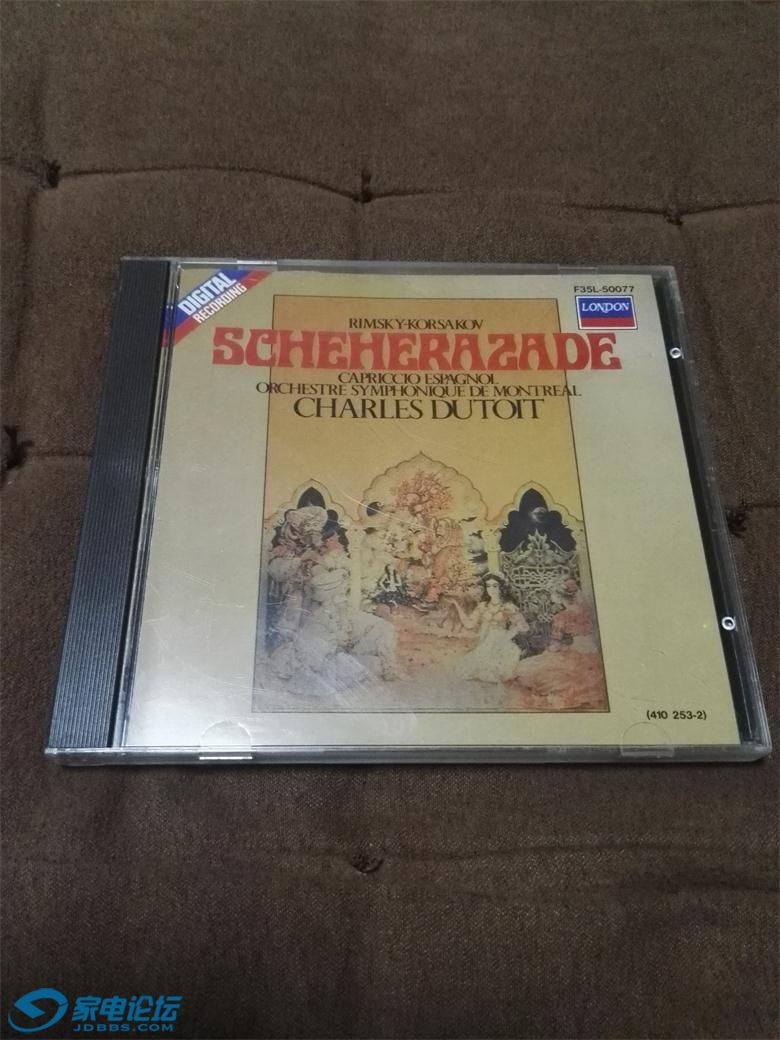 DIGITAL
RECORDING
F35L-50077
LONDON
RIMSKY-KORSAKOV
SCHEHERAZADE
CAPRICCIO ESPAGNOL
ORCHESTRE SYMPHONIQUE DE MONTREAL
CHARLES DUTOIT
(410 253-2)
家电论坛
JDBBS.COM